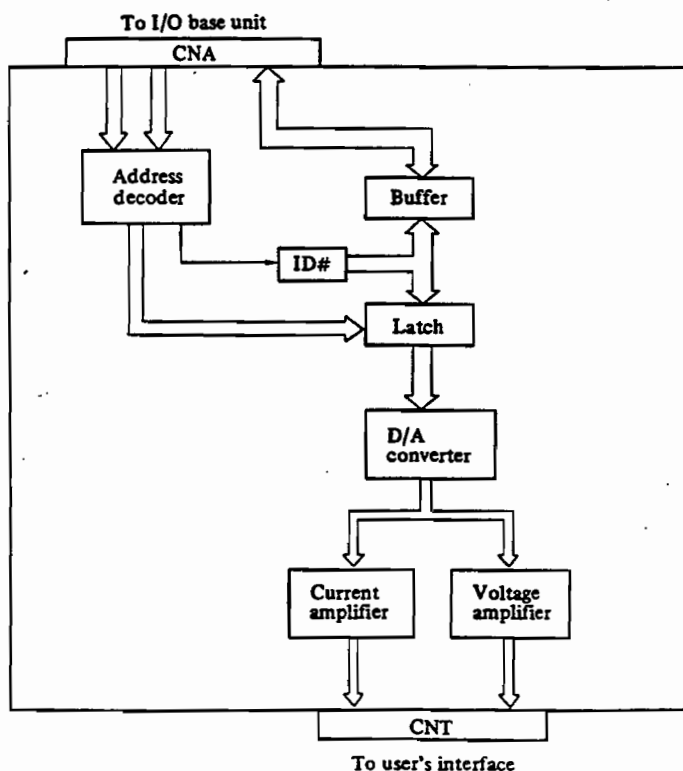 To I/O base unit
CNA
Address
decoder
Buffer
ID#
Latch
D/A
converter
Current
amplifier
Voltage
amplifier
CNT
To user's interface